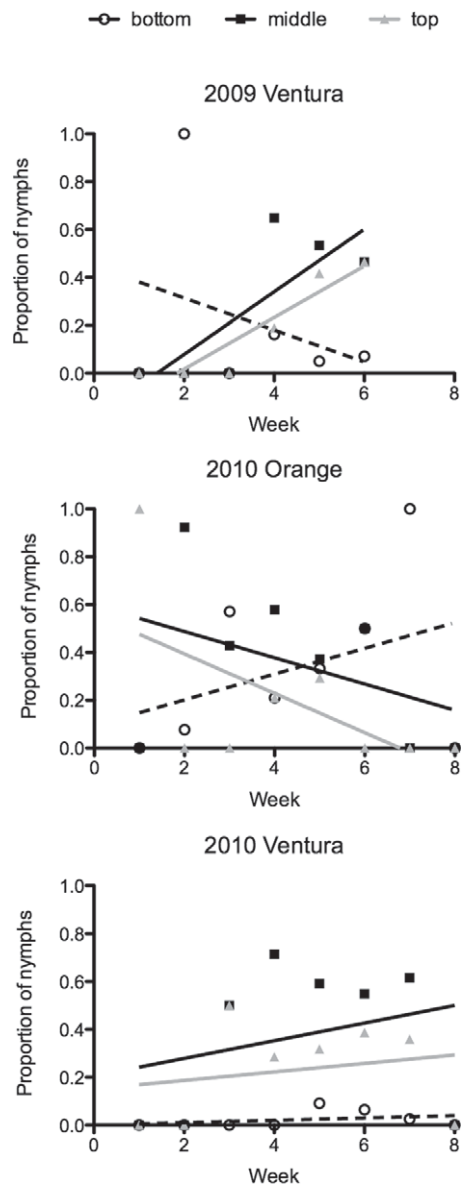 bottom middle top
2009 Ventura
1.0
0.8
0.6
0.4
0.2
0.0
Proportion of nymphs
0 2 4 6 8
Week
2010 Orange
1.0
0.8
0.6
0.4
0.2
0.0
Proportion of nymphs
0 2 4 6 8
Week
2010 Ventura
1.0
0.8
0.6
0.4
0.2
0.0
Proportion of nymphs
0 2 4 6 8
Week